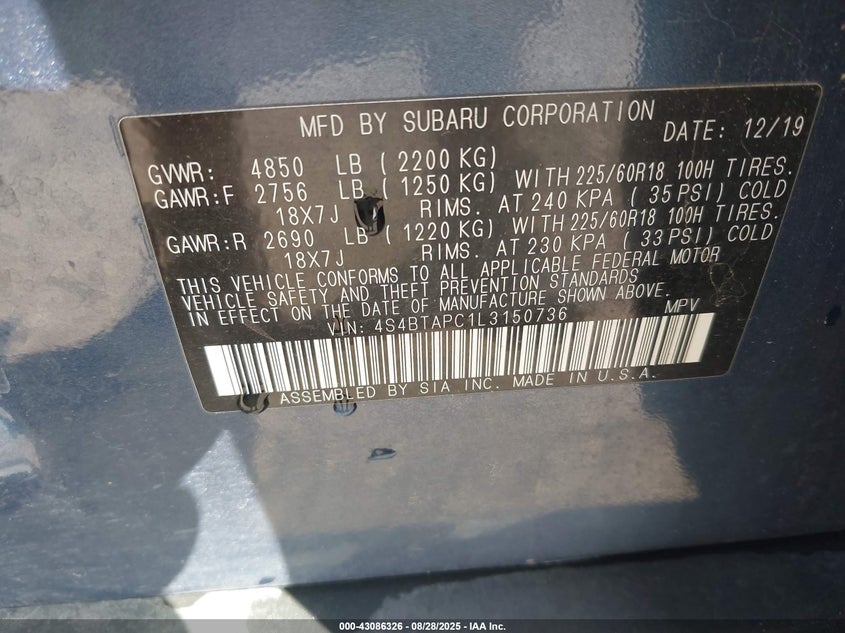 MFD BY SUBARU CORPORATION DATE: 12/19
GVWR: 4850 LB (2200 KG)
GAWR:F 2756 LB (1250 KG) WITH 225/60R18 100H TIRES.
18X7J RIMS. AT 240 KPA (35 PSI) COLD
GAWR:R 2690 LB (1220 KG) WITH 225/60R18 100H TIRES.
18X7J RIMS. AT 230 KPA (33 PSI) COLD
THIS VEHICLE CONFORMS TO ALL APPLICABLE FEDERAL MOTOR
VEHICLE SAFETY AND THEFT PREVENTION STANDARDS
IN EFFECT ON THE DATE OF MANUFACTURE SHOWN ABOVE.
VIN: 4S4BTAPC1L3150736 MPV
ASSEMBLED BY SIA INC. MADE IN U.S.A.
000-43086326 - 08/28/2025 - IAA Inc.